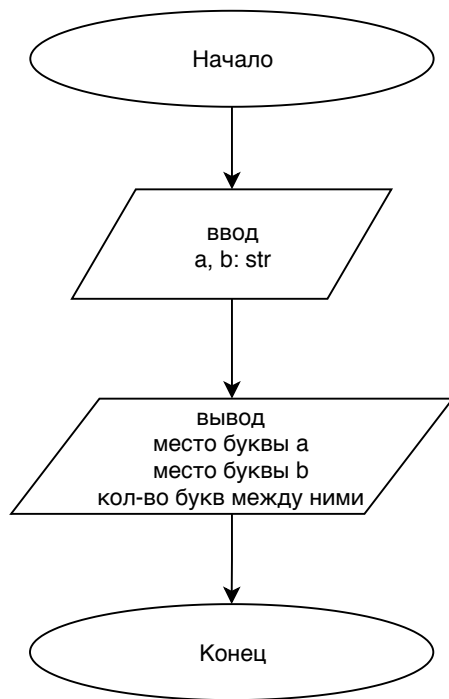 Начало
ввод
a, b: str
вывод
место буквы a
место буквы b
кол-во букв между ними
Конец